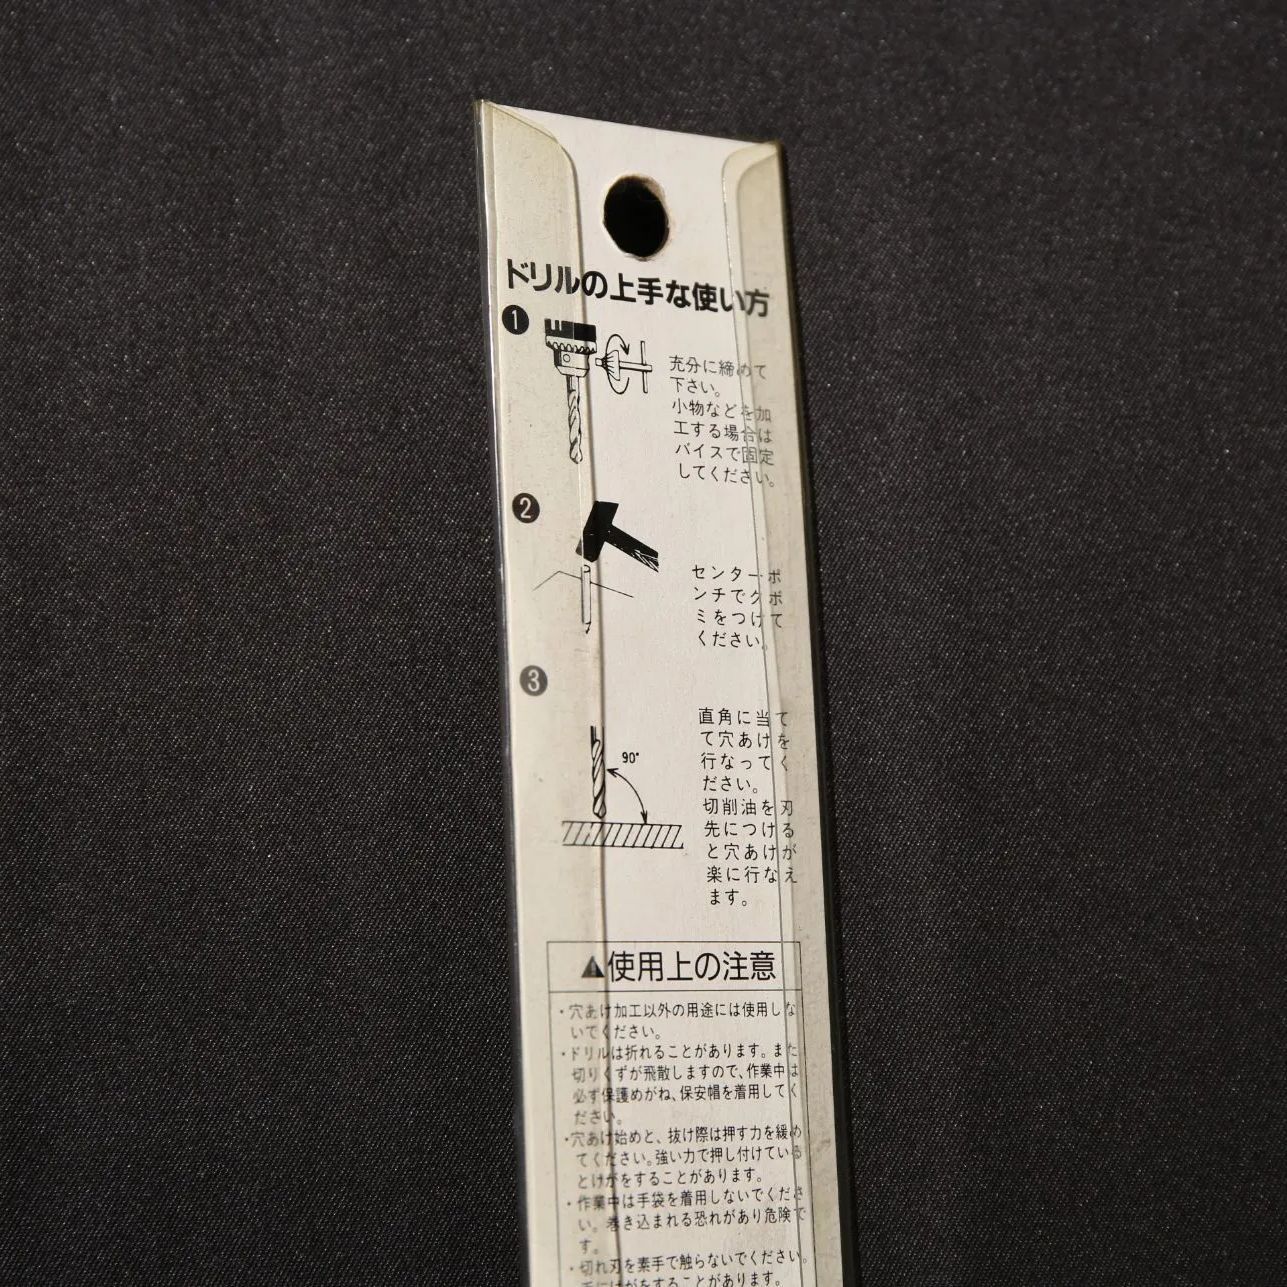 ドリルの上手な使い方
1
充分に締めて
下さい。
小物などを加
工する場合は
バイスで固定
してください。
2
センターポ
ンチでクボ
ミをつけて
ください。
3
90°
直角に当て
て穴あけを
行なってく
ださい。
切削油を刃
先につける
と穴あけが
楽に行なえ
ます。
使用上の注意
・穴あけ加工以外の用途には使用しな
いでください。
・ドリルは折れることがあります。また
切りくずが飛散しますので、作業中は
必ず保護めがね、保安帽を着用してく
ださい。
・穴あけ始めと、抜け際は押す力を緩め
てください。強い力で押し付けている
とけがをすることがあります。
・作業中は手袋を着用しないでくださ
い。巻き込まれる恐れがあり危険で
す。
・切れ刃を素手で触らないでください。
手にけがをすることがあります。